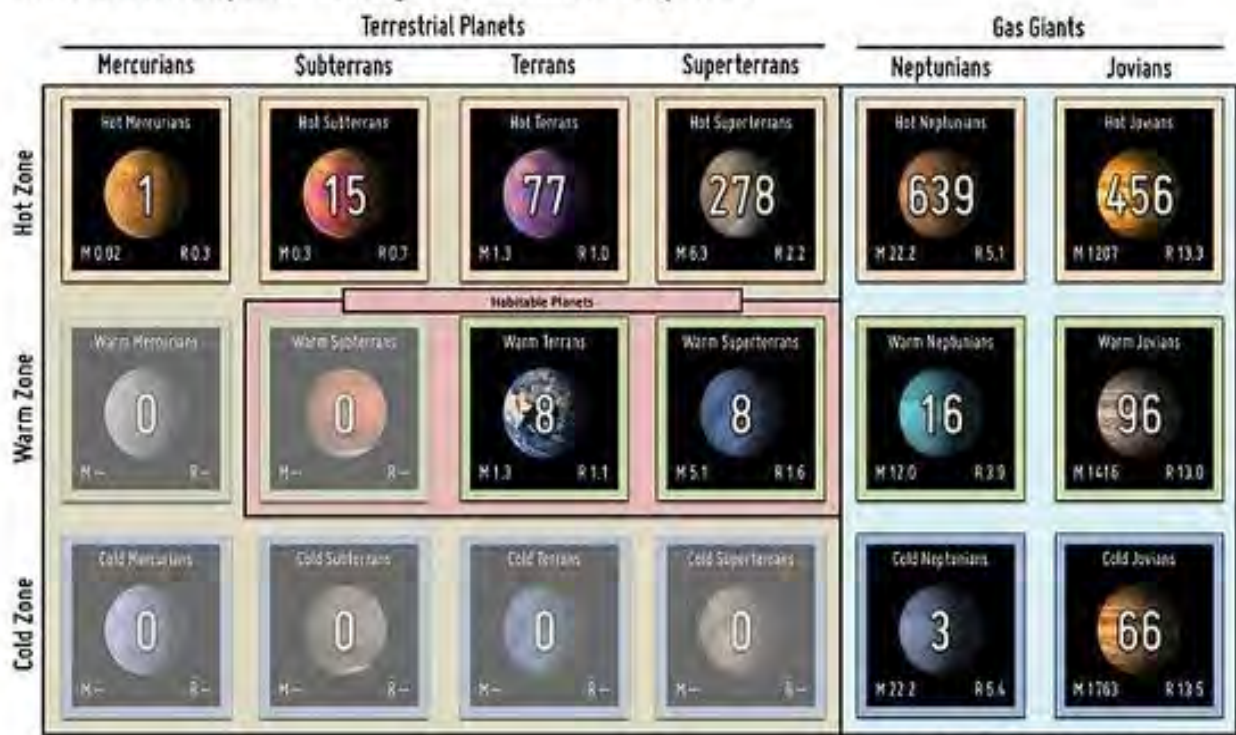 Terrestrial Planets
Gas Giants
Mercurians Subterrans Terrans Superterrans Neptunians Jovians
Hot Zone
Hot Mercurians Hot Subterrans Hot Terrans Hot Superterrans Hot Neptunians Hot Jovians
1 15 77 278 639 456
M 0.02 R 0.3 M 0.3 R 0.7 M 1.3 R 1.0 M 6.3 R 2.2 M 22.2 R 5.1 M 1207 R 13.3
Habitable Planets
Warm Zone
Warm Mercurians Warm Subterrans Warm Terrans Warm Superterrans Warm Neptunians Warm Jovians
0 0 8 8 16 96
M -- R -- M -- R -- M 1.3 R 1.1 M 5.1 R 1.6 M 12.0 R 3.9 M 1416 R 13.0
Cold Zone
Cold Mercurians Cold Subterrans Cold Terrans Cold Superterrans Cold Neptunians Cold Jovians
0 0 0 0 3 66
M -- R -- M -- R -- M -- R -- M -- R -- M 22.2 R 5.4 M 1763 R 13.5